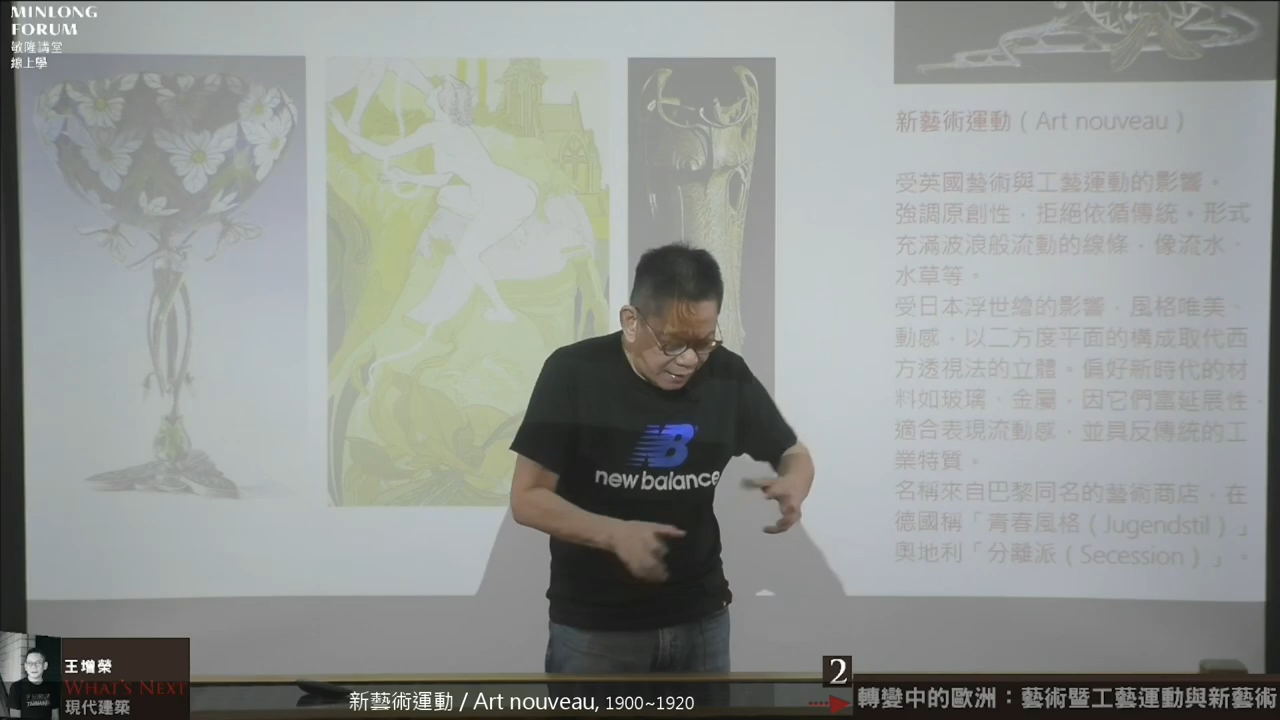 MINLONG
FORUM
敏隆講堂
線上學
新藝術運動（Art nouveau）
受英國藝術與工藝運動的影響。
強調原創性，拒絕依循傳統。形式
充滿波浪般流動的線條，像流水，
水草等。
受日本浮世繪的影響，風格唯美、
動感，以二方度平面的構成取代西
方透視法的立體。偏好新時代的材
料如玻璃、金屬，因它們富延展性，
適合表現流動感，並具反傳統的工
業特質。
名稱來自巴黎同名的藝術商店，在
德國稱「青春風格（Jugendstil）」
奧地利「分離派（Secession）」。
NB
new balance
王增榮
WHAT'S NEXT
現代建築
新藝術運動 / Art nouveau, 1900~1920
2
轉變中的歐洲：藝術暨工藝運動與新藝術